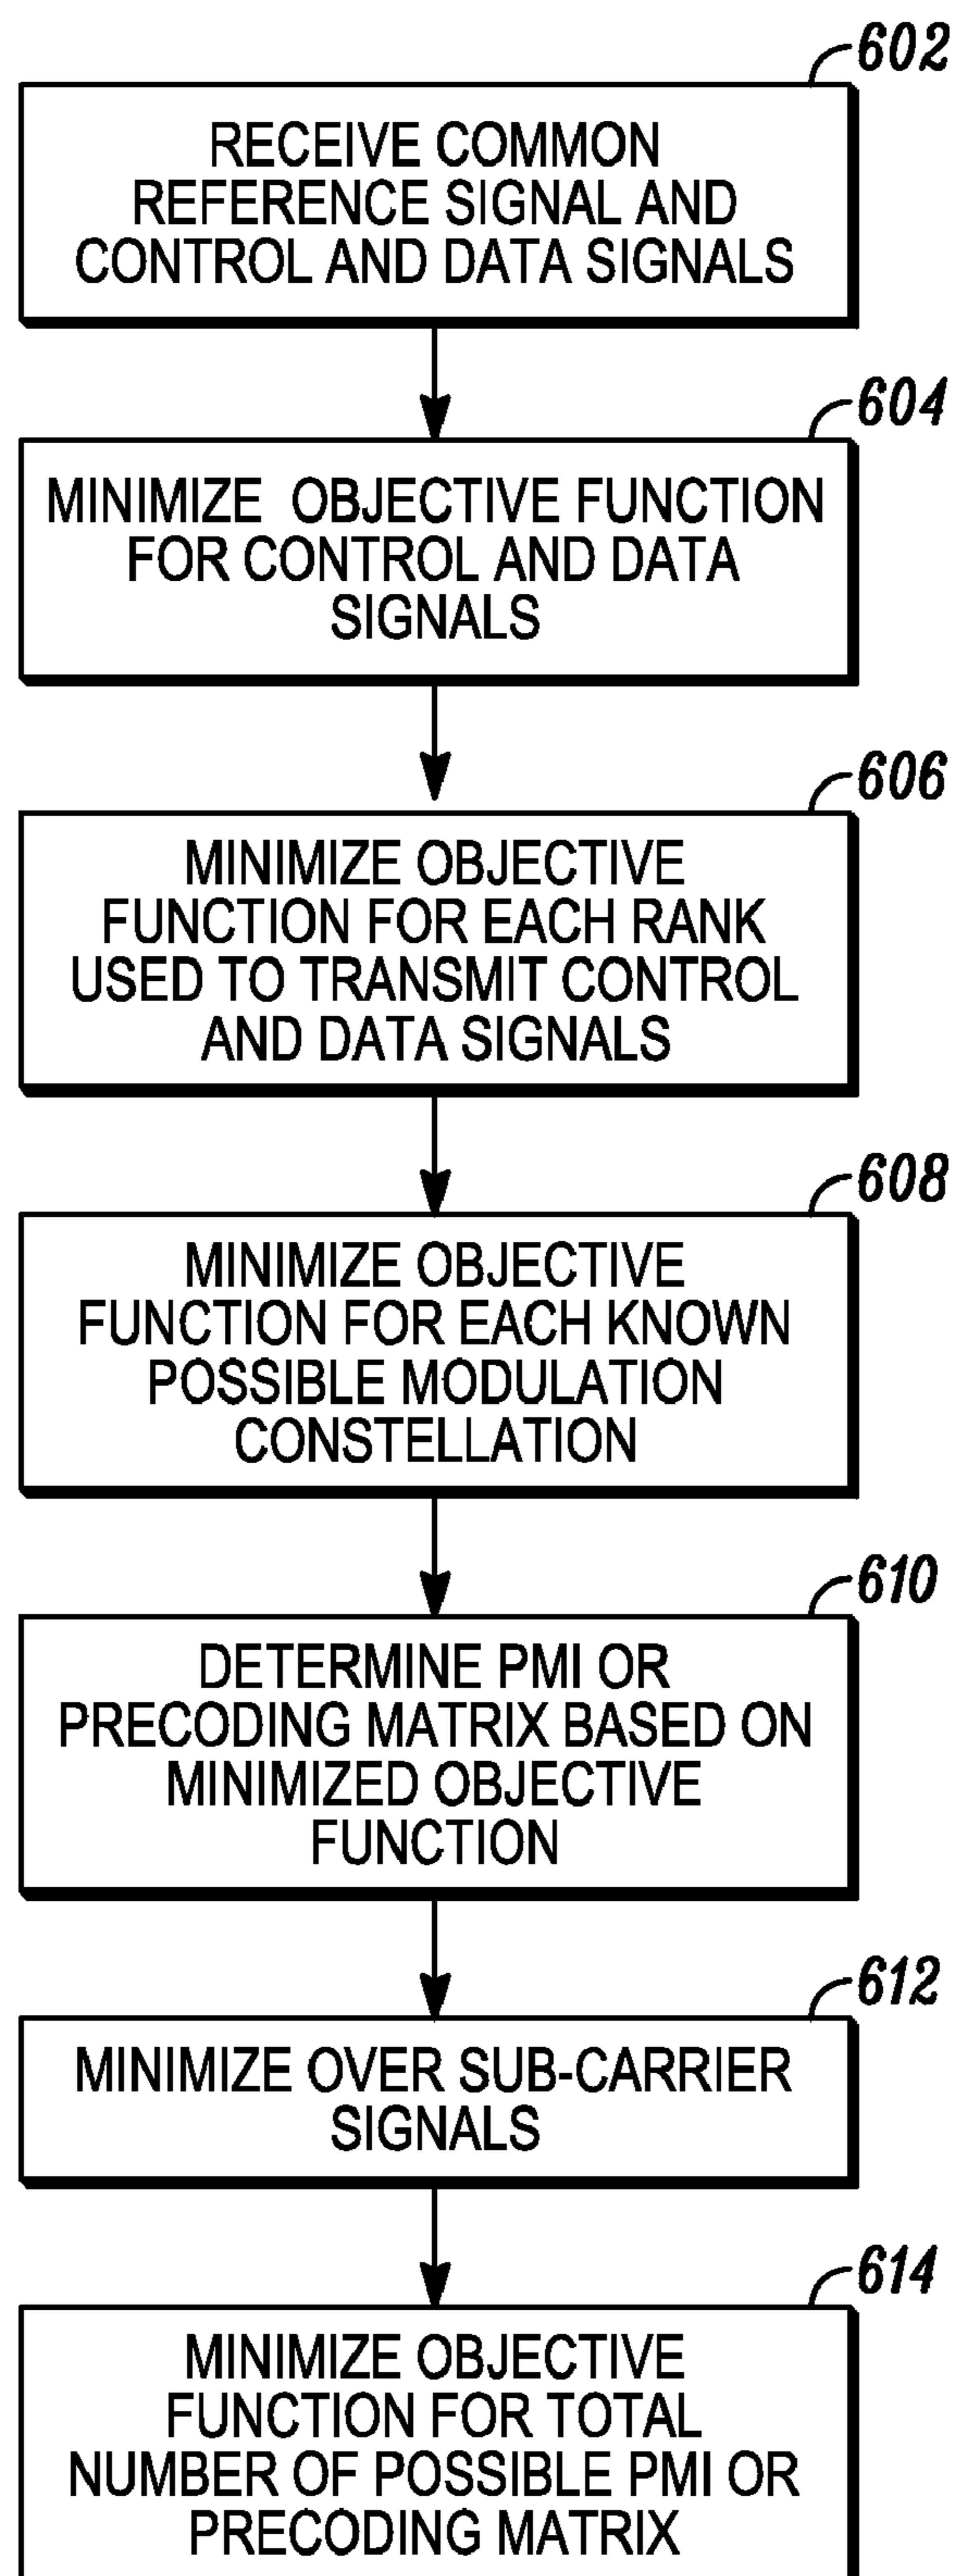 602
RECEIVE COMMON
REFERENCE SIGNAL AND
CONTROL AND DATA SIGNALS
604
MINIMIZE OBJECTIVE FUNCTION
FOR CONTROL AND DATA
SIGNALS
606
MINIMIZE OBJECTIVE
FUNCTION FOR EACH RANK
USED TO TRANSMIT CONTROL
AND DATA SIGNALS
608
MINIMIZE OBJECTIVE
FUNCTION FOR EACH KNOWN
POSSIBLE MODULATION
CONSTELLATION
610
DETERMINE PMI OR
PRECODING MATRIX BASED ON
MINIMIZED OBJECTIVE
FUNCTION
612
MINIMIZE OVER SUB-CARRIER
SIGNALS
614
MINIMIZE OBJECTIVE
FUNCTION FOR TOTAL
NUMBER OF POSSIBLE PMI OR
PRECODING MATRIX